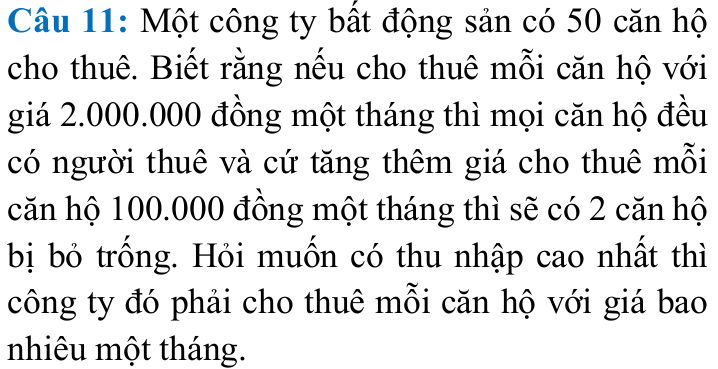 Câu 11: Một công ty bất động sản có 50 căn hộ
cho thuê. Biết rằng nếu cho thuê mỗi căn hộ với
giá 2.000.000 đồng một tháng thì mọi căn hộ đều
có người thuê và cứ tăng thêm giá cho thuê mỗi
căn hộ 100.000 đồng một tháng thì sẽ có 2 căn hộ
bị bỏ trống. Hỏi muốn có thu nhập cao nhất thì
công ty đó phải cho thuê mỗi căn hộ với giá bao
nhiêu một tháng.